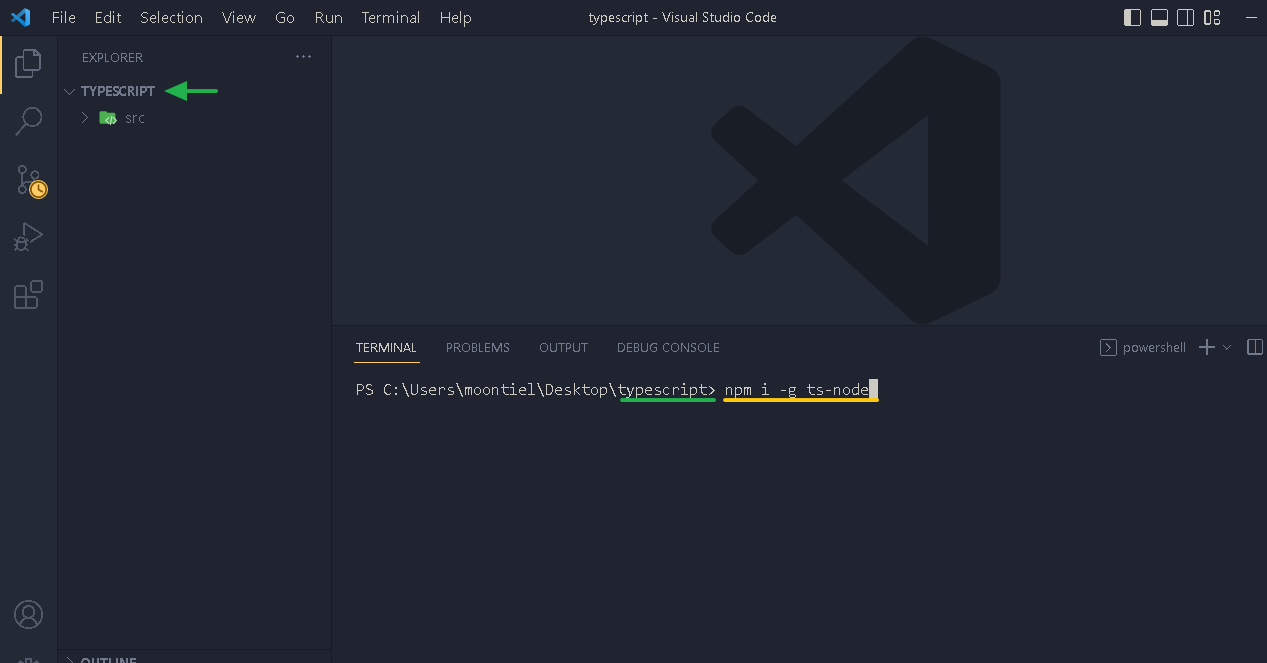 File Edit Selection View Go Run Terminal Help typescript - Visual Studio Code
EXPLORER
TYPESCRIPT
src
TERMINAL PROBLEMS OUTPUT DEBUG CONSOLE powershell
PS C:\Users\moontiel\Desktop\typescript> npm i -g ts-node
OUTLINE